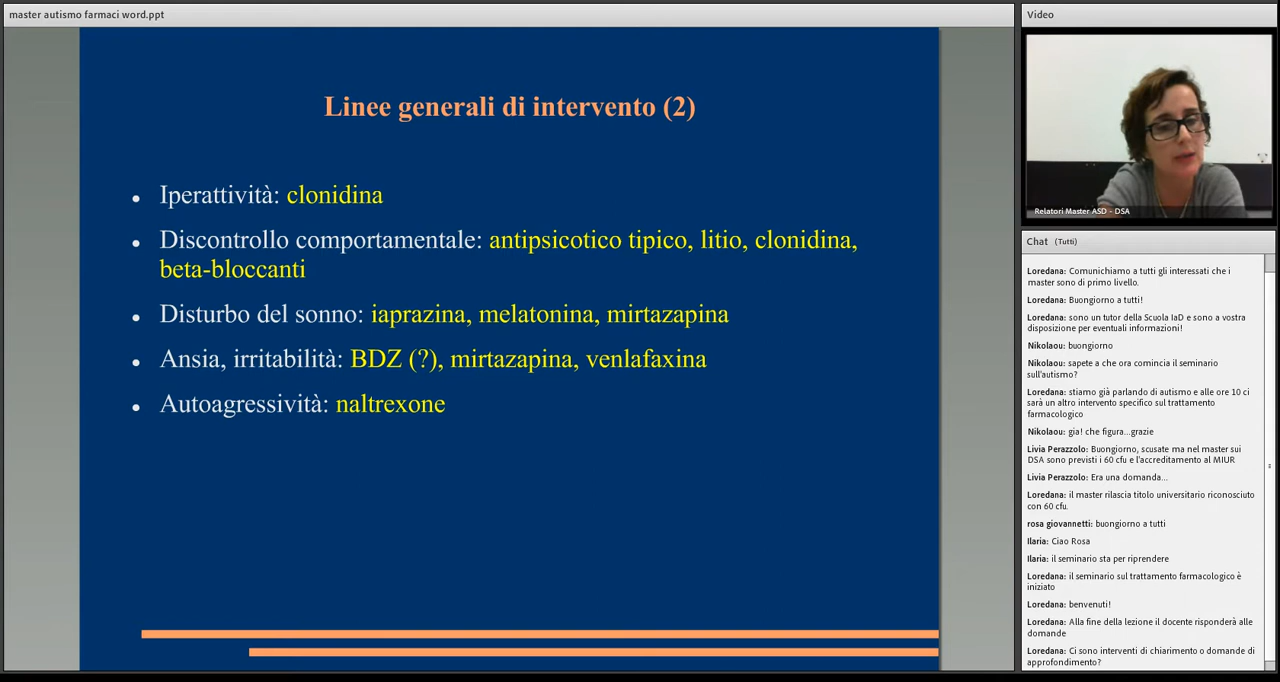 master autismo farmaci word.ppt
Linee generali di intervento (2)
Iperattività: clonidina
Discontrollo comportamentale: antipsicotico tipico, litio, clonidina,
beta-bloccanti
Disturbo del sonno: iaprazina, melatonina, mirtazapina
Ansia, irritabilità: BDZ (?), mirtazapina, venlafaxina
Autoagressività: naltrexone
Video
Relatori Master ASD - DSA
Chat (Tutti)
Loredana: Comunichiamo a tutti gli interessati che i
master sono di primo livello.
Loredana: Buongiorno a tutti!
Loredana: sono un tutor della Scuola IaD e sono a vostra
disposizione per eventuali informazioni!
Nikolaou: buongiorno
Nikolaou: sapete a che ora comincia il seminario
sull'autismo?
Loredana: stiamo già parlando di autismo e alle ore 10 ci
sarà un altro intervento specifico sul trattamento
farmacologico
Nikolaou: gia! che figura...grazie
Livia Perazzolo: Buongiorno, scusate ma nel master sui
DSA sono previsti i 60 cfu e l'accreditamento al MIUR
Livia Perazzolo: Era una domanda...
Loredana: il master rilascia titolo universitario riconosciuto
con 60 cfu.
rosa giovannetti: buongiorno a tutti
Ilaria: Ciao Rosa
Ilaria: il seminario sta per riprendere
Loredana: il seminario sul trattamento farmacologico è
iniziato
Loredana: benvenuti!
Loredana: Alla fine della lezione il docente risponderà alle
domande
Loredana: Ci sono interventi di chiarimento o domande di
approfondimento?